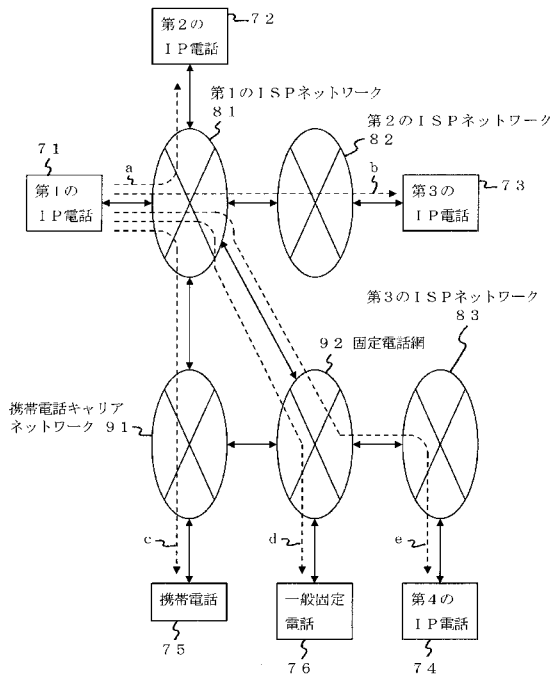 第２の
ＩＰ電話
７２
第１のＩＳＰネットワーク
８１
第２のＩＳＰネットワーク
８２
７１
a
b
７３
第１の
ＩＰ電話
第３の
ＩＰ電話
第３のＩＳＰネットワーク
８３
９２ 固定電話網
携帯電話キャリア
ネットワーク ９１
c
d
e
携帯電話
７５
一般固定
電話
７６
第４の
ＩＰ電話
７４